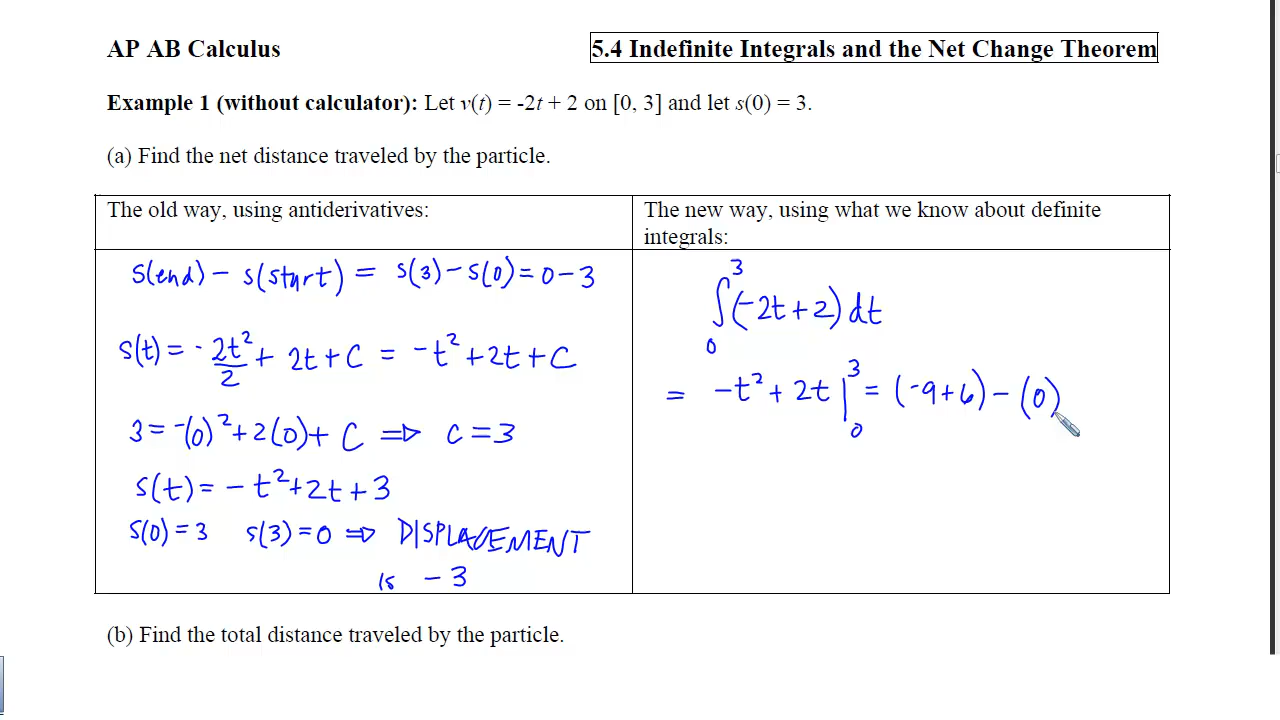 AP AB Calculus
5.4 Indefinite Integrals and the Net Change Theorem
Example 1 (without calculator): Let v(t) = -2t + 2 on [0, 3] and let s(0) = 3.
(a) Find the net distance traveled by the particle.
The old way, using antiderivatives:
s(end) - s(start) = s(3) - s(0) = 0 - 3
s(t) = -2t²/2 + 2t + C = -t² + 2t + C
3 = -(0)² + 2(0) + C ⇒ C = 3
s(t) = -t² + 2t + 3
s(0) = 3 s(3) = 0 ⇒ DISPLACEMENT
is -3
The new way, using what we know about definite
integrals:
∫₀³ (-2t + 2) dt
= -t² + 2t |₀³ = (-9 + 6) - (0)
(b) Find the total distance traveled by the particle.